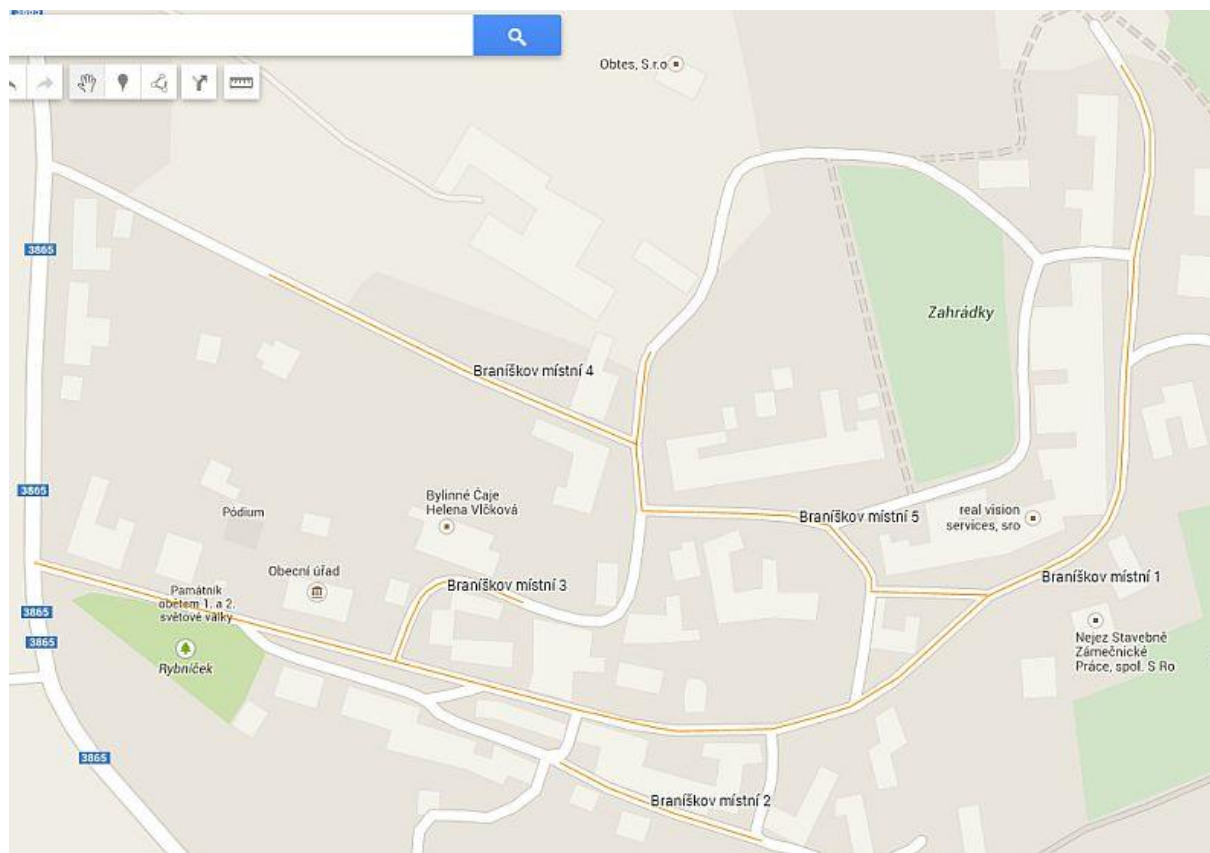 3865
Obtes, S.r.o
3865
Zahrádky
Braníškov místní 4
3865
Bylinné Čaje
Helena Vlčková
Pódium
real vision
services, sro
Braníškov místní 5
Obecní úřad
Braníškov místní 3
Braníškov místní 1
Památník
obětem 1. a 2.
světové války
3865
3865
Rybníček
Nejez Stavebně
Zámečnické
Práce, spol. S Ro
3865
Braníškov místní 2